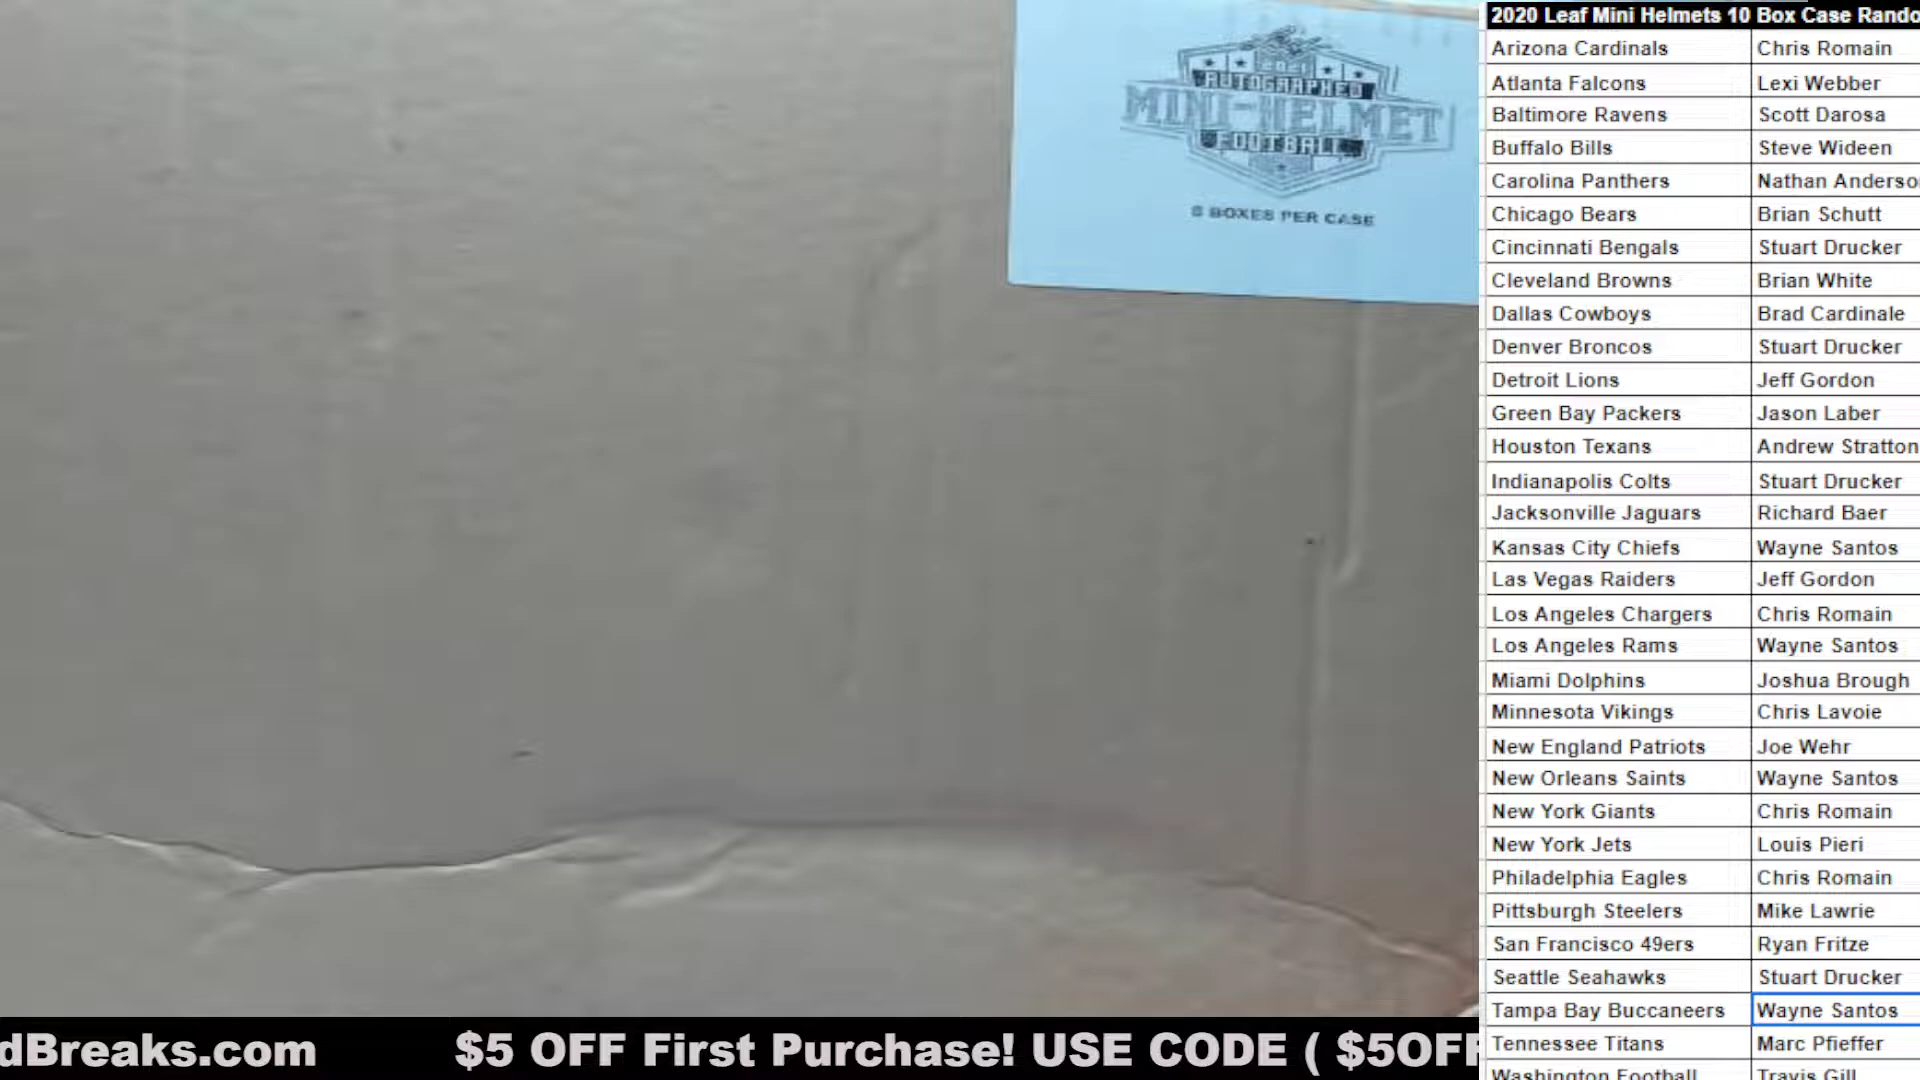 2021
AUTOGRAPHED
MINI-HELMET
FOOTBALL
BOXES PER CASE
2020 Leaf Mini Helmets 10 Box Case Rando
Arizona Cardinals Chris Romain
Atlanta Falcons Lexi Webber
Baltimore Ravens Scott Darosa
Buffalo Bills Steve Wideen
Carolina Panthers Nathan Anderso
Chicago Bears Brian Schutt
Cincinnati Bengals Stuart Drucker
Cleveland Browns Brian White
Dallas Cowboys Brad Cardinale
Denver Broncos Stuart Drucker
Detroit Lions Jeff Gordon
Green Bay Packers Jason Laber
Houston Texans Andrew Stratton
Indianapolis Colts Stuart Drucker
Jacksonville Jaguars Richard Baer
Kansas City Chiefs Wayne Santos
Las Vegas Raiders Jeff Gordon
Los Angeles Chargers Chris Romain
Los Angeles Rams Wayne Santos
Miami Dolphins Joshua Brough
Minnesota Vikings Chris Lavoie
New England Patriots Joe Wehr
New Orleans Saints Wayne Santos
New York Giants Chris Romain
New York Jets Louis Pieri
Philadelphia Eagles Chris Romain
Pittsburgh Steelers Mike Lawrie
San Francisco 49ers Ryan Fritze
Seattle Seahawks Stuart Drucker
Tampa Bay Buccaneers Wayne Santos
Tennessee Titans Marc Pfieffer
Washington Football Travis Gill
dBreaks.com $5 OFF First Purchase! USE CODE ( $5OFF